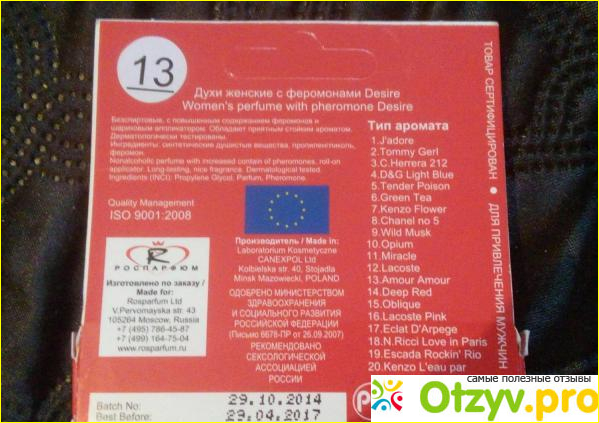 13
Духи женские с феромонами Desire
Women's perfume with pheromone Desire
Безспиртовые, с повышенным содержанием феромонов и
шариковым аппликатором. Обладает приятным стойким ароматом.
Дерматологически тестированы.
Ингредиенты: синтетические душистые вещества, пропиленгликоль,
феромон.
Nonalcoholic perfume with increased contain of pheromones, roll-on
applicator. Long-lasting, nice fragrance. Dermatological tested.
Ingredients (INCI): Propylene Glycol, Parfum, Pheromone.
Quality Management
ISO 9001:2008
R
РОСПАРФЮМ
Изготовлено по заказу /
Made for:
Rosparfum Ltd
V.Pervomayska str. 43
105264 Moscow, Russia
+7 (495) 786-45-87
+7 (499) 164-75-04
www.rosparfum.ru
Производитель / Made in:
Laboratorium Kosmetyczne
CANEXPOL Ltd
Kolbielska str. 40, Stojadla
Minsk Mazowiecki, POLAND
ОДОБРЕНО МИНИСТЕРСТВОМ
ЗДРАВООХРАНЕНИЯ
И СОЦИАЛЬНОГО РАЗВИТИЯ
РОССИЙСКОЙ ФЕДЕРАЦИИ
(Письмо 6678-ПР от 26.09.2007)
РЕКОМЕНДОВАНО
СЕКСОЛОГИЧЕСКОЙ
АССОЦИАЦИЕЙ
РОССИИ
Тип аромата
1.J'adore
2.Tommy Gerl
3.C.Herrera 212
4.D&G Light Blue
5.Tender Poison
6.Green Tea
7.Kenzo Flower
8.Chanel no 5
9.Wild Musk
10.Opium
11.Miracle
12.Lacoste
13.Amour Amour
14.Deep Red
15.Oblique
16.Lacoste Pink
17.Eclat D'Arpege
18.N.Ricci Love in Paris
19.Escada Rockin' Rio
20.Kenzo L'eau par
ТОВАР СЕРТИФИЦИРОВАН • ДЛЯ ПРИВЛЕЧЕНИЯ МУЖЧИН
Batch No: 29.10.2014
Best Before: 29.04.2017
самые полезные отзывы
Otzyv.pro